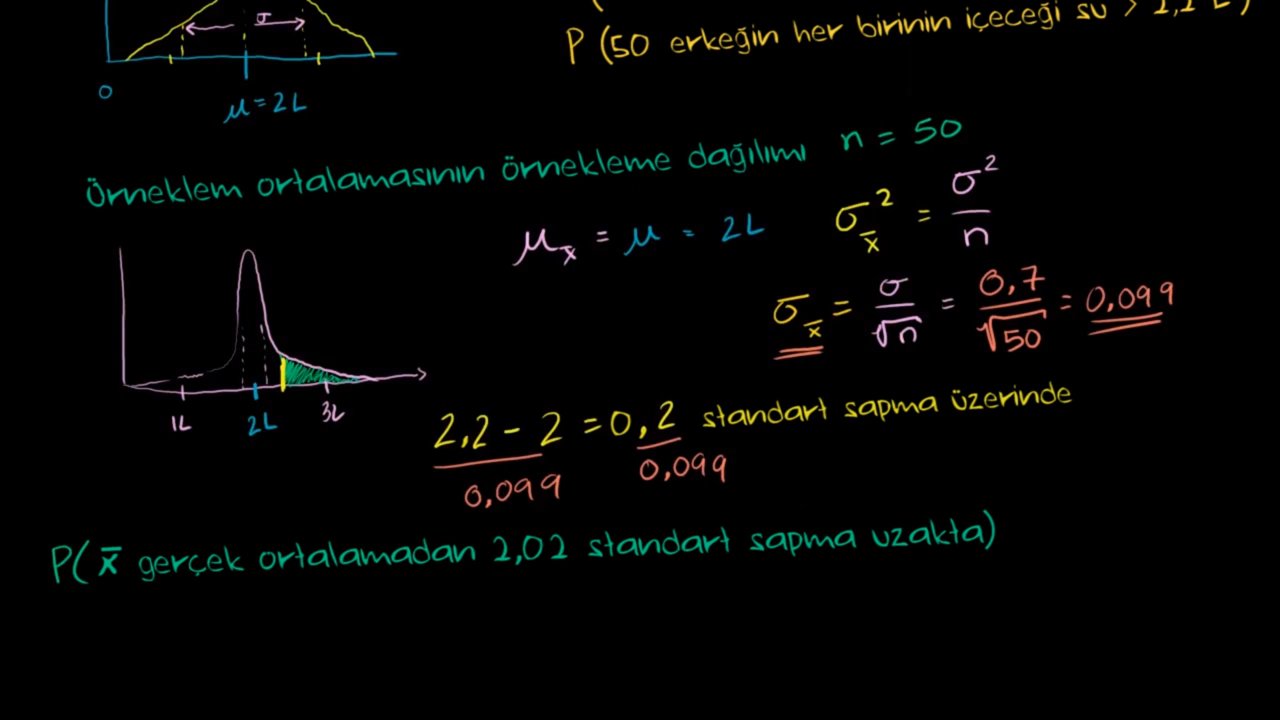 σ
P (50 erkeğin her birinin içeceği su > 2,2 L)
0
μ = 2L
Örneklem ortalamasının örnekleme dağılımı n = 50
μx̄ = μ = 2L
σx̄² = σ²/n
σx̄ = σ/√n = 0,7/√50 = 0,099
1L 2L 3L
2,2 - 2 = 0,2 standart sapma üzerinde
0,099 0,099
P( x̄ gerçek ortalamadan 2,02 standart sapma uzakta)